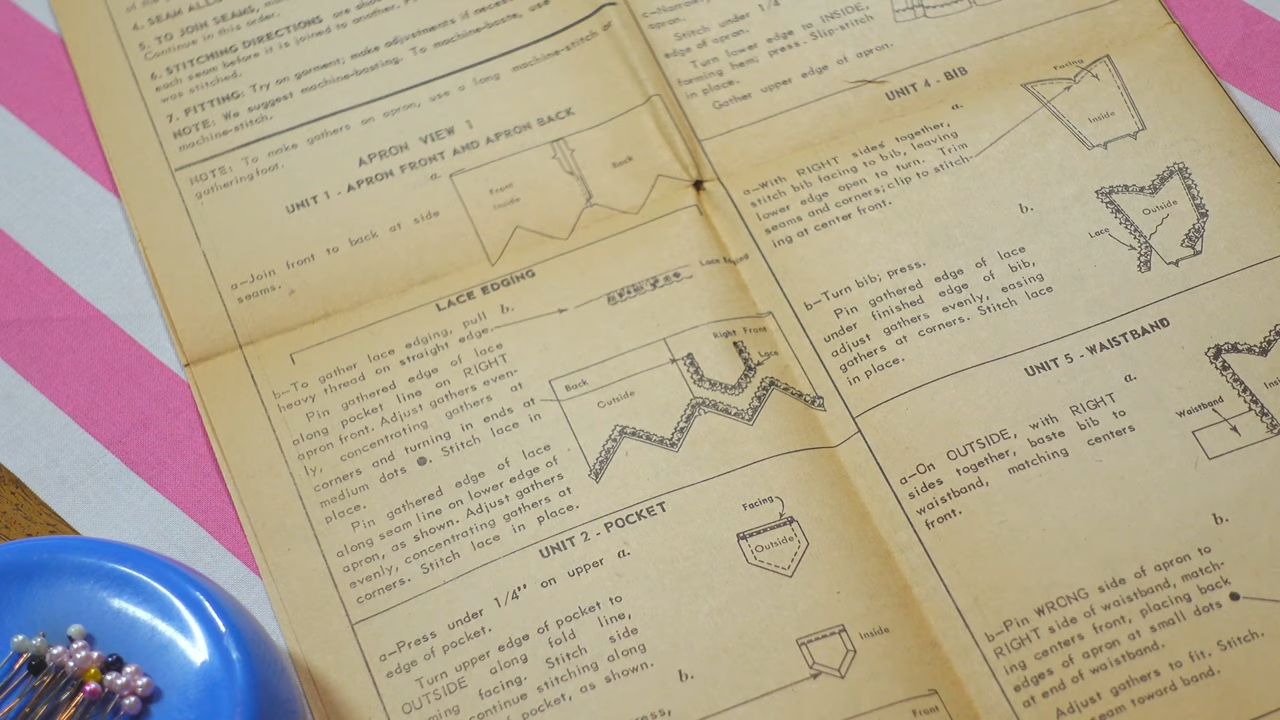 4. SEAM
5. TO JOIN SEAMS,
Continue in this order.
6. STITCHING DIRECTIONS are
each seam before it is joined to another.
was stitched.
7. FITTING: Try on garment; make adjustments if
NOTE: We suggest machine-basting. To machine-baste, use
machine-stitch.
NOTE: To make gathers on apron, use a long machine-stitch or
gathering foot.
APRON VIEW 1
UNIT 1 - APRON FRONT AND APRON BACK
a.
Front
Inside
Back
a—Join front to back at side
seams.
LACE EDGING
b.
b—To gather lace edging, pull
heavy thread on straight edge.
Pin gathered edge of lace
along pocket line on RIGHT
apron front. Adjust gathers even-
ly, concentrating gathers at
corners and turning in ends at
medium dots ●. Stitch lace in
place.
Pin gathered edge of lace
along seam line on lower edge of
apron, as shown. Adjust gathers
evenly, concentrating gathers at
corners. Stitch lace in place.
Lace
Right Front
Lace
Back
Outside
UNIT 2 - POCKET
a.
a—Press under 1/4" on upper
edge of pocket.
Turn upper edge of pocket to
OUTSIDE along fold line,
facing. Stitch side
continue stitching along
of pocket, as shown.
Facing
Outside
b.
Inside
Front
apron.
Stitch under 1/4
edge of apron.
Turn lower edge to INSIDE,
forming hem; press. Slip-stitch
in place.
Gather upper edge of apron.
UNIT 4 - BIB
a.
a—With RIGHT sides together,
stitch bib facing to bib, leaving
lower edge open to turn. Trim
seams and corners; clip to stitch-
ing at center front.
Facing
Inside
b.
b—Turn bib; press.
Pin gathered edge of lace
under finished edge of bib,
adjust gathers evenly, easing
gathers at corners. Stitch lace
in place.
Outside
Lace
UNIT 5 - WAISTBAND
a.
a—On OUTSIDE, with RIGHT
sides together, baste bib to
waistband, matching centers
front.
Waistband
b.
b—Pin WRONG side of apron to
RIGHT side of waistband, match-
ing centers front, placing back
edges of apron at small dots ●
at end of waistband.
Adjust gathers to fit. Stitch.
seam toward band.